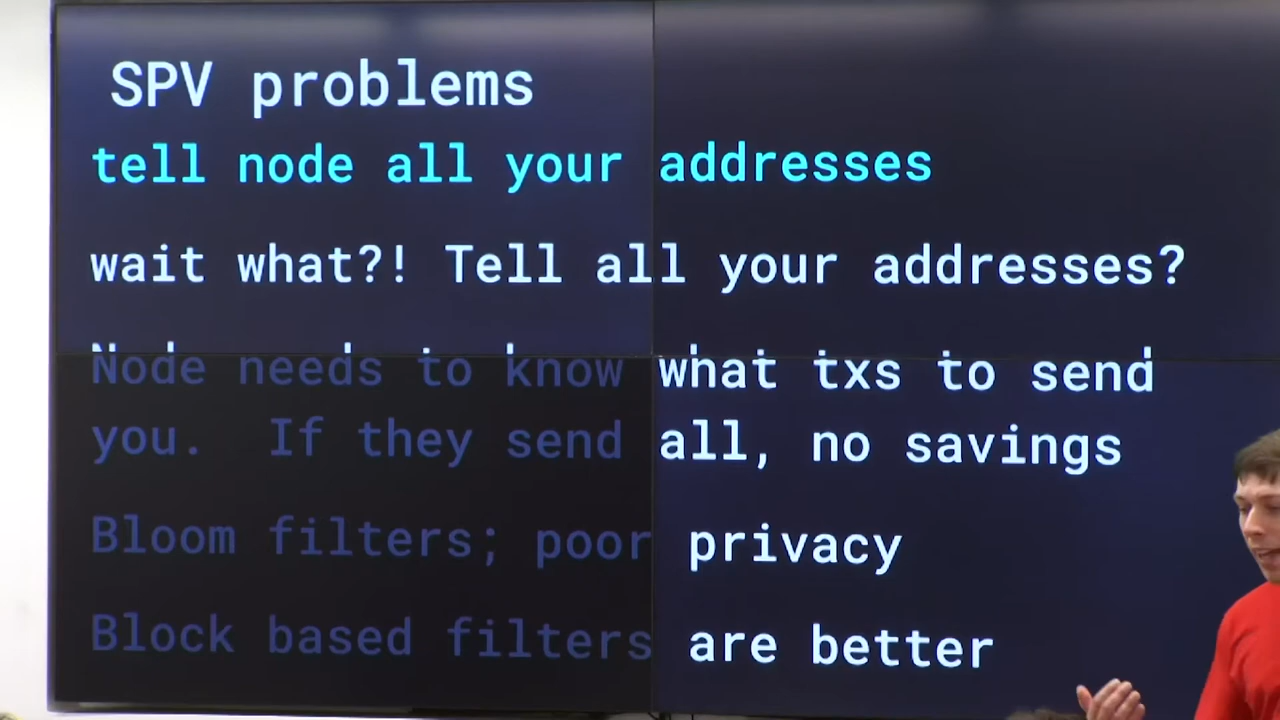 SPV problems
tell node all your addresses
wait what?! Tell all your addresses?
Node needs to know what txs to send
you. If they send all, no savings
Bloom filters; poor privacy
Block based filters are better